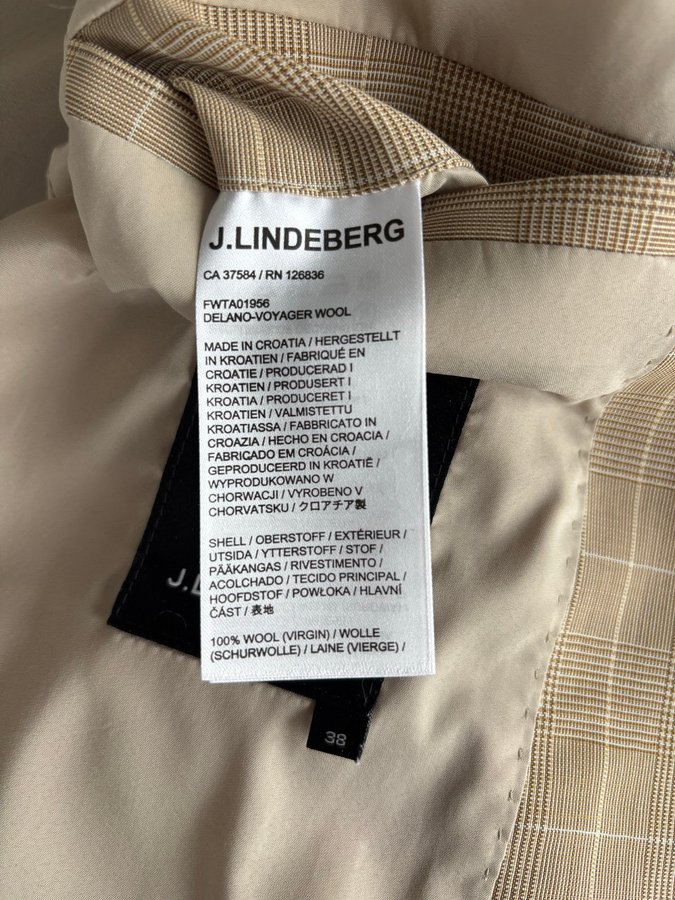 J.LINDEBERG
CA 37584 / RN 126836
FWTA01956
DELANO-VOYAGER WOOL
MADE IN CROATIA / HERGESTELLT
IN KROATIEN / FABRIQUÉ EN
CROATIE / PRODUCERAD I
KROATIEN / PRODUSERT I
KROATIA / PRODUCERET I
KROATIEN / VALMISTETTU
KROATIASSA / FABBRICATO IN
CROAZIA / HECHO EN CROACIA /
FABRICADO EM CROÁCIA /
GEPRODUCEERD IN KROATIË /
WYPRODUKOWANO W
CHORWACJI / VYROBENO V
CHORVATSKU / クロアチア製
SHELL / OBERSTOFF / EXTÉRIEUR /
UTSIDA / YTTERSTOFF / STOF /
PÄÄKANGAS / RIVESTIMENTO /
ACOLCHADO / TECIDO PRINCIPAL /
HOOFDSTOF / POWŁOKA / HLAVNÍ
ČÁST / 表地
100% WOOL (VIRGIN) / WOLLE
(SCHURWOLLE) / LAINE (VIERGE) /
J.L
38